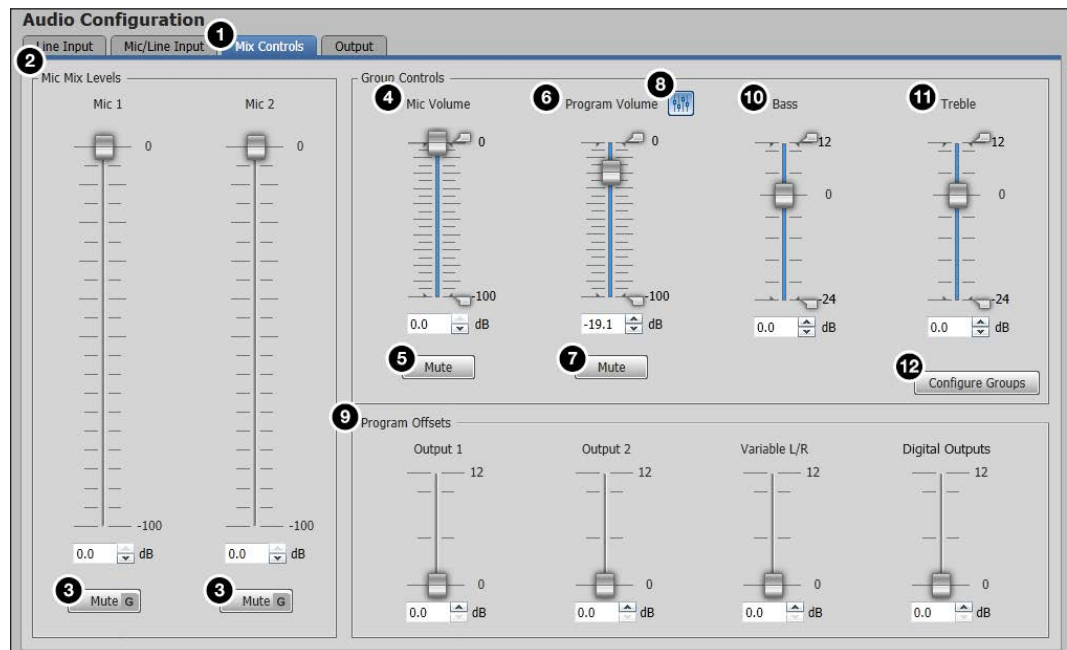 Audio Configuration
1
Line Input Mic/Line Input Mix Controls Output
2
Mic Mix Levels
Mic 1 Mic 2
0 0
-100 -100
0.0 dB 0.0 dB
3 Mute G 3 Mute G
Group Controls
4 Mic Volume 6 Program Volume 8 10 Bass 11 Treble
0 0 12 12
0 0
-100 -100 -24 -24
0.0 dB -19.1 dB 0.0 dB 0.0 dB
5 Mute 7 Mute
12 Configure Groups
9 Program Offsets
Output 1 Output 2 Variable L/R Digital Outputs
12 12 12 12
0 0 0 0
0.0 dB 0.0 dB 0.0 dB 0.0 dB